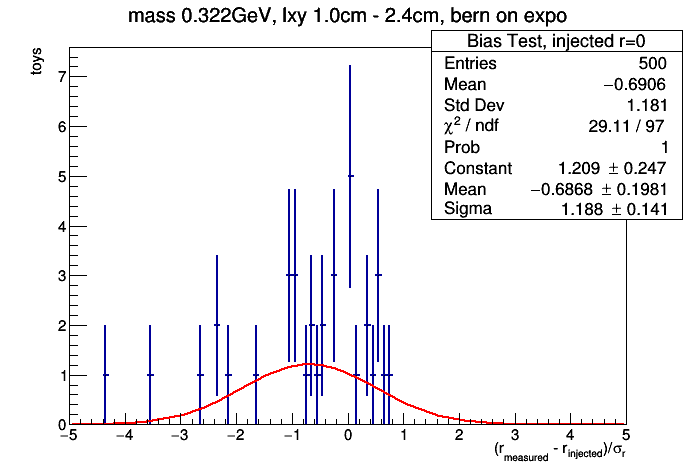 mass 0.322GeV, lxy 1.0cm - 2.4cm, bern on expo
Bias Test, injected r=0
Entries 500
Mean −0.6906
Std Dev 1.181
χ² / ndf 29.11 / 97
Prob 1
Constant 1.209 ± 0.247
Mean −0.6868 ± 0.1981
Sigma 1.188 ± 0.141
toys
7
6
5
4
3
2
1
0
−5 −4 −3 −2 −1 0 1 2 3 4 5
(r_measured - r_injected)/σ_r